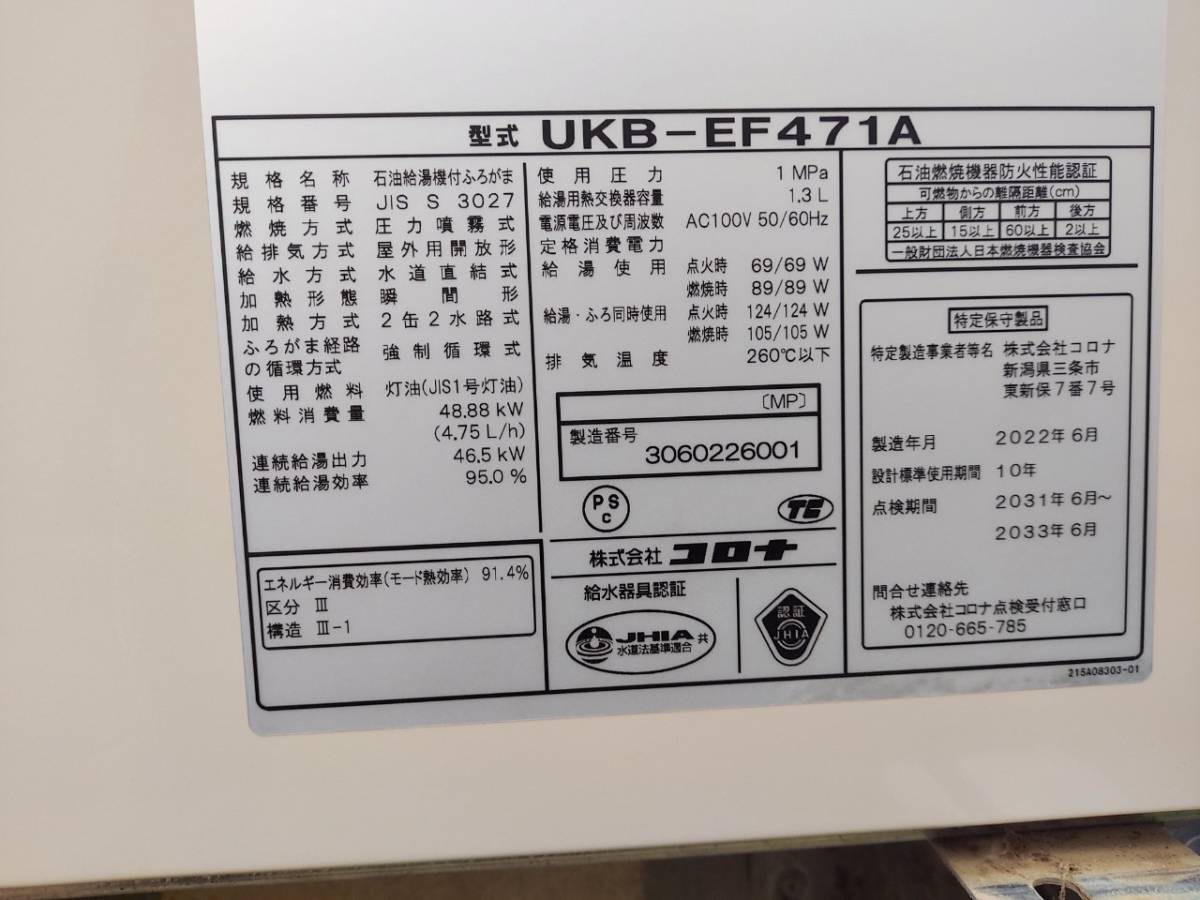 型式 UKB-EF471A
規格名称 石油給湯機付ふろがま
規格番号 JIS S 3027
燃焼方式 圧力噴霧式
給排気方式 屋外用開放形
給水方式 水道直結式
加熱形態 瞬間形
加熱方式 2缶2水路式
ふろがま経路
の循環方式 強制循環式
使用燃料 灯油(JIS1号灯油)
燃料消費量 48.88 kW
(4.75 L/h)
連続給湯出力 46.5 kW
連続給湯効率 95.0 %
エネルギー消費効率(モード熱効率) 91.4%
区分 Ⅲ
構造 Ⅲ-1
使用圧力 1 MPa
給湯用熱交換器容量 1.3 L
電源電圧及び周波数 AC100V 50/60Hz
定格消費電力
給湯使用 点火時 69/69 W
燃焼時 89/89 W
給湯・ふろ同時使用 点火時 124/124 W
燃焼時 105/105 W
排気温度 260℃以下
〔MP〕
製造番号
3060226001
PS
C
株式会社 コロナ
給水器具認証
JHIA 共
水道法基準適合
認証
JHIA
石油燃焼機器防火性能認証
可燃物からの離隔距離(cm)
上方 側方 前方 後方
25以上 15以上 60以上 2以上
一般財団法人日本燃焼機器検査協会
特定保守製品
特定製造事業者等名 株式会社コロナ
新潟県三条市
東新保7番7号
製造年月 2022年 6月
設計標準使用期間 10年
点検期間 2031年 6月〜
2033年 6月
問合せ連絡先
株式会社コロナ点検受付窓口
0120-665-785
215A08303-01